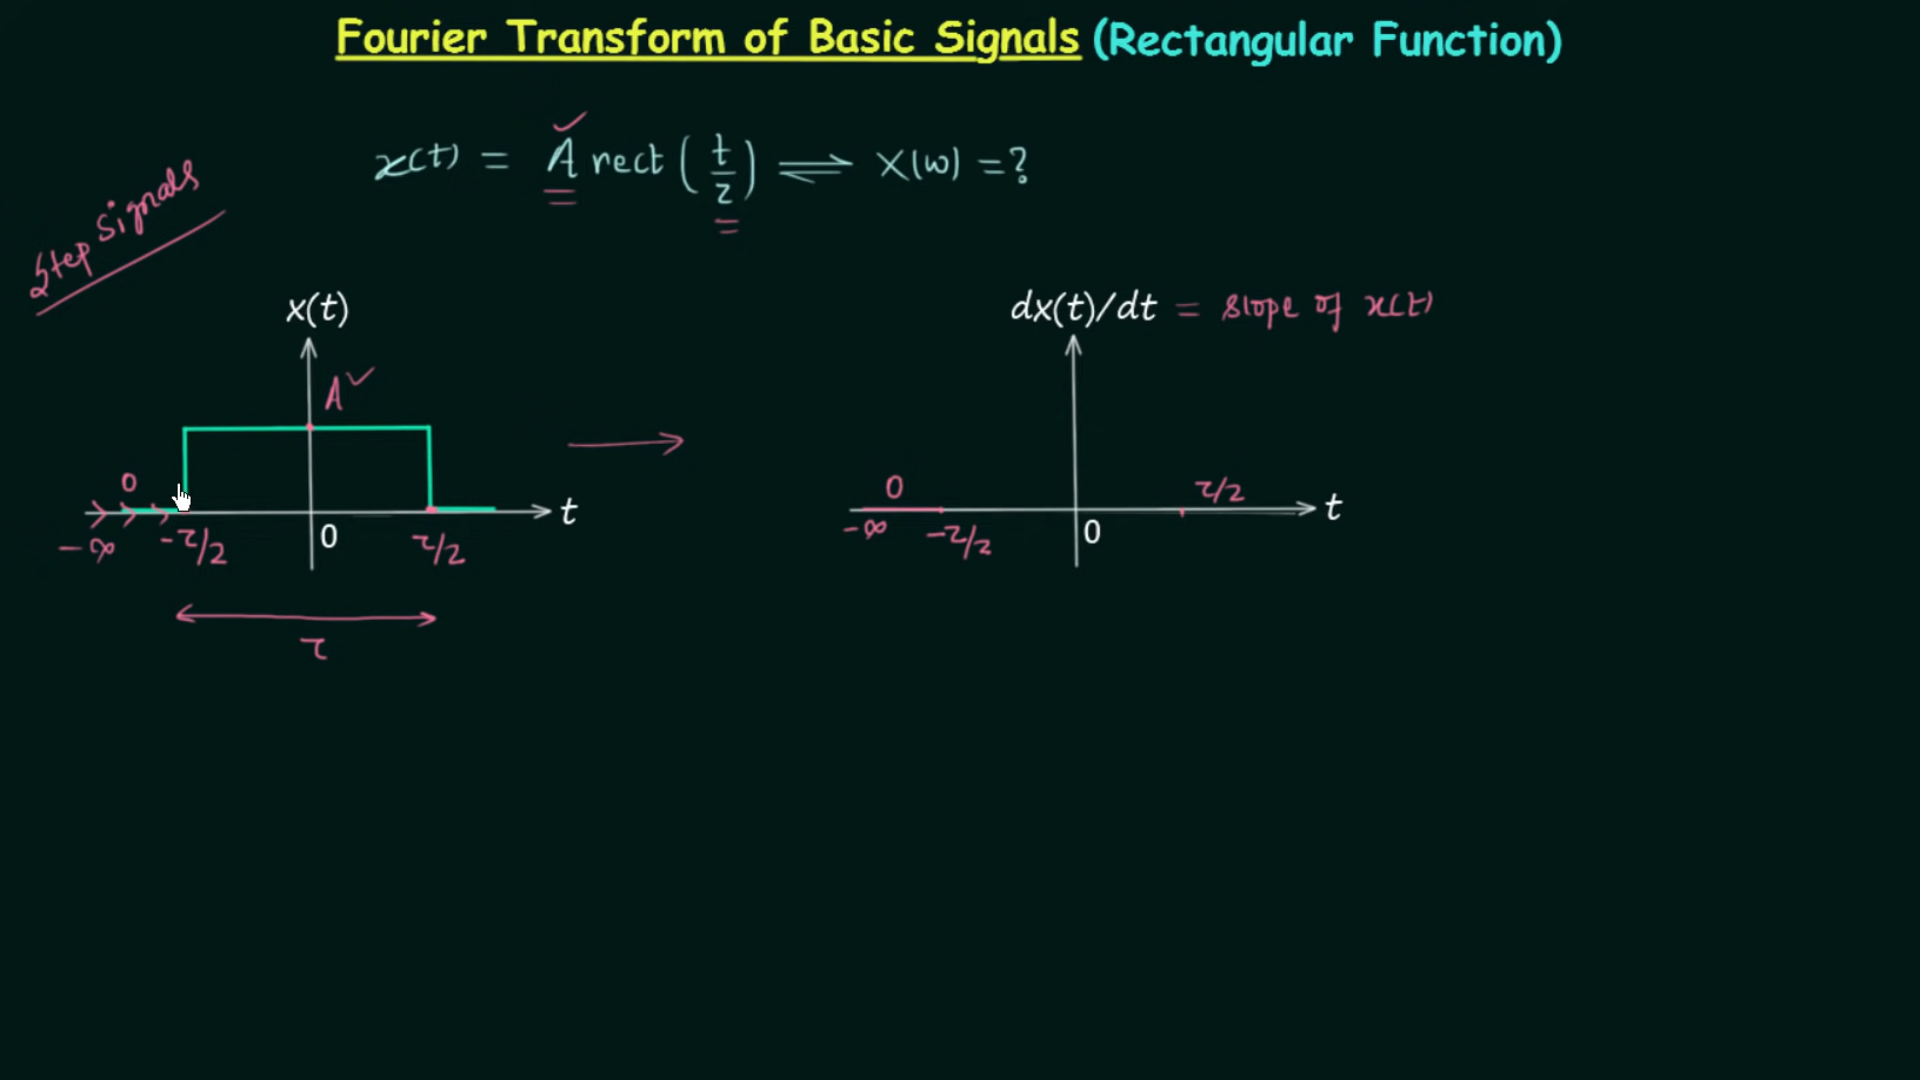 Fourier Transform of Basic Signals (Rectangular Function)
x(t) = A rect(t/τ) ⇌ X(ω) = ?
Step Signals
x(t)
A
0
-∞
-τ/2
0
τ/2
t
τ
dx(t)/dt = slope of x(t)
0
τ/2
-∞
-τ/2
0
t